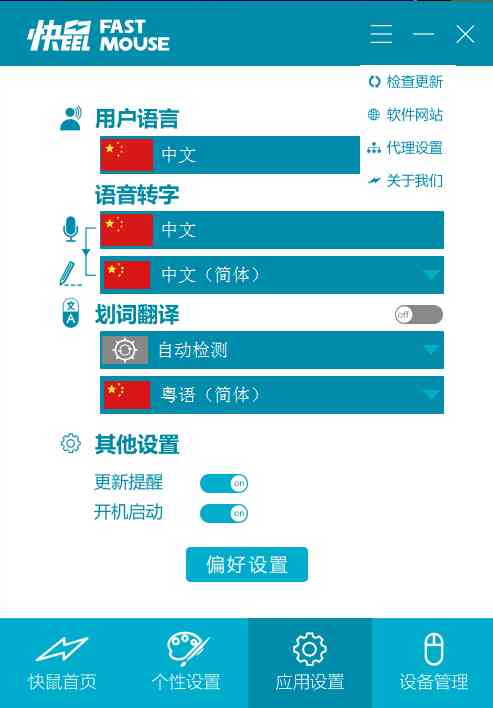 快鼠 FAST
MOUSE
检查更新
软件网站
代理设置
关于我们
用户语言
中文
语音转字
中文
中文（简体）
文
A
划词翻译
off
自动检测
粤语（简体）
其他设置
更新提醒
on
开机启动
on
偏好设置
快鼠首页
个性设置
应用设置
设备管理